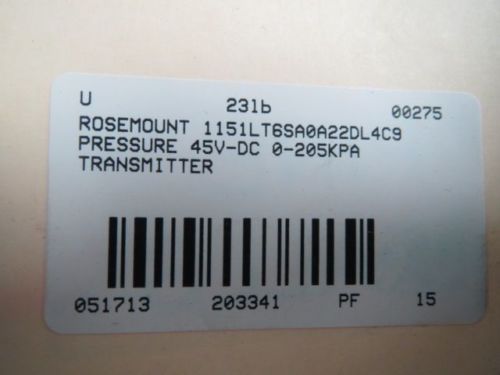 U 231b 00275
ROSEMOUNT 1151LT6SA0A22DL4C9
PRESSURE 45V-DC 0-205KPA
TRANSMITTER
051713 203341 PF 15